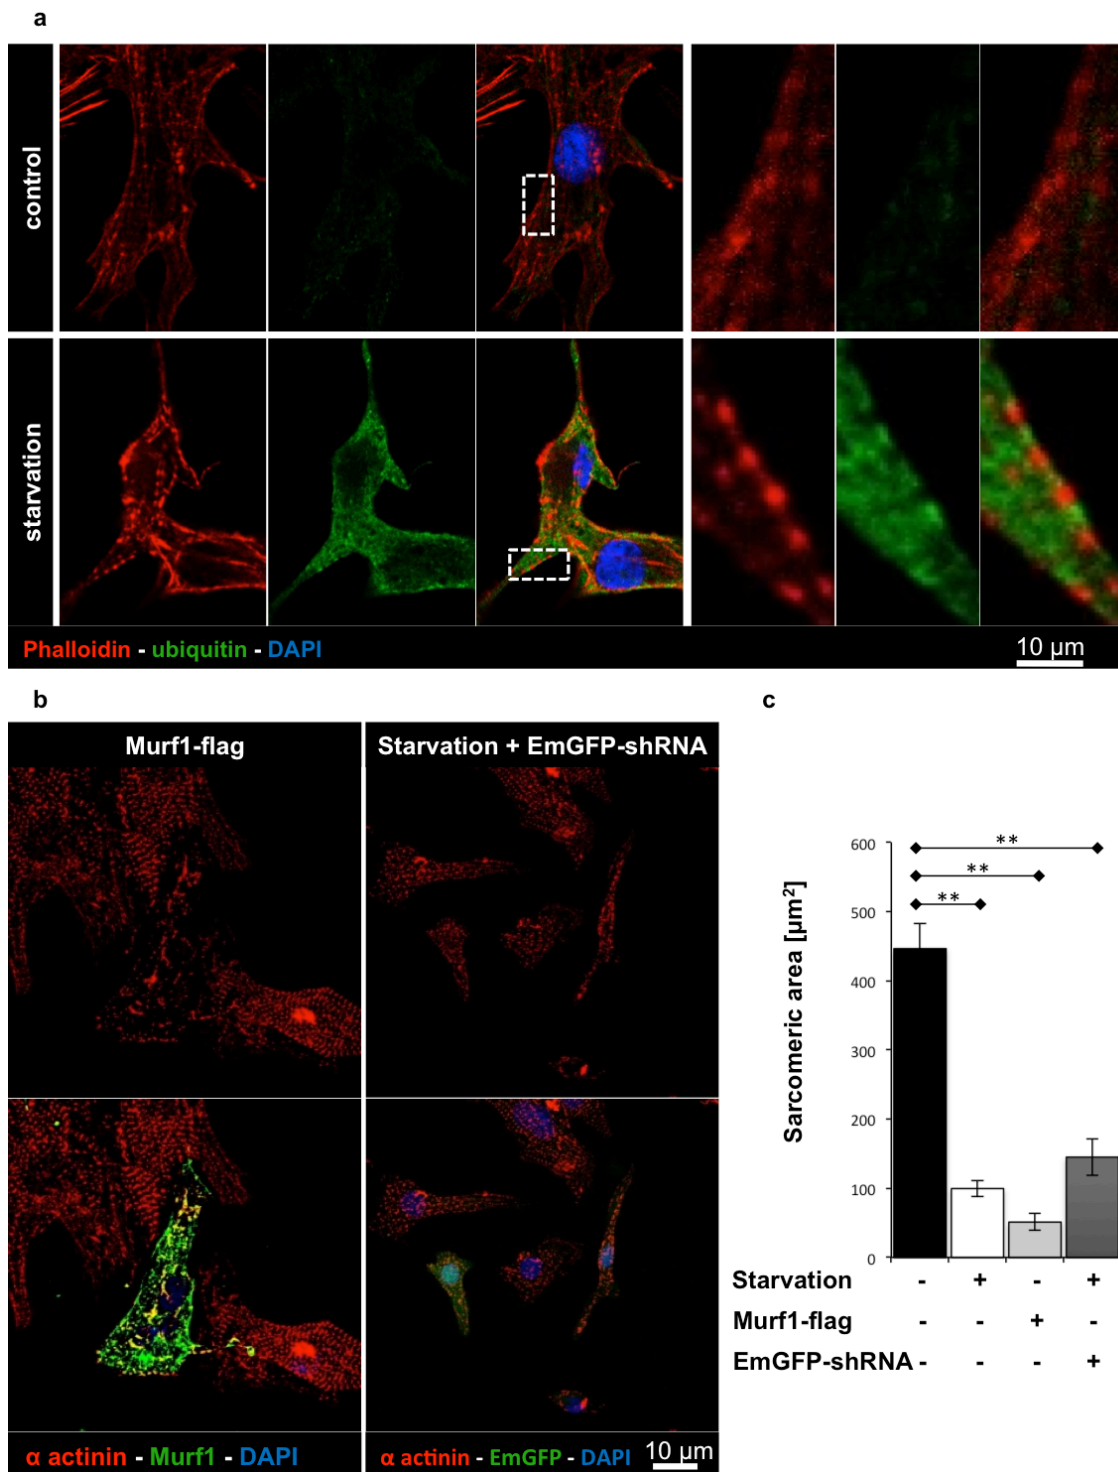 a
control
starvation
Phalloidin - ubiquitin - DAPI
10 µm
b
Murf1-flag
Starvation + EmGFP-shRNA
α actinin - Murf1 - DAPI
α actinin - EmGFP - DAPI
10 µm
c
Sarcomeric area [µm²]
600
500
400
300
200
100
0
**
**
**
Starvation - + - +
Murf1-flag - - + -
EmGFP-shRNA - - - +